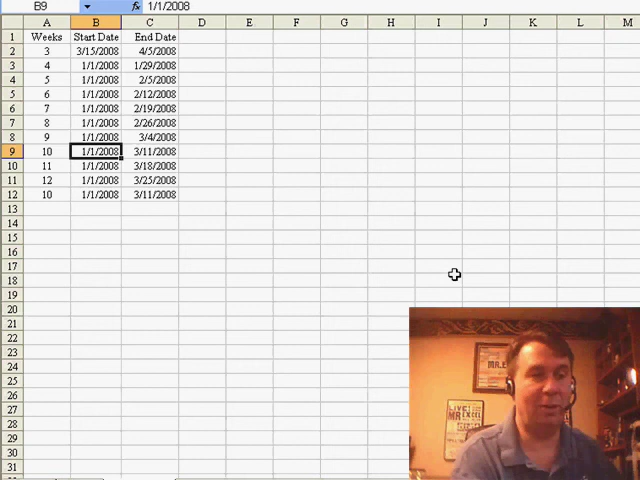 B9 fx 1/1/2008
A B C D E F G H I J K L M
1 Weeks Start Date End Date
2 3 3/15/2008 4/5/2008
3 4 1/1/2008 1/29/2008
4 5 1/1/2008 2/5/2008
5 6 1/1/2008 2/12/2008
6 7 1/1/2008 2/19/2008
7 8 1/1/2008 2/26/2008
8 9 1/1/2008 3/4/2008
9 10 1/1/2008 3/11/2008
10 11 1/1/2008 3/18/2008
11 12 1/1/2008 3/25/2008
12 10 1/1/2008 3/11/2008
13
14
15
16
17
18
19
20
21
22
23
24
25
26
27
28
29
30
31
MR.E
LIVE
MR EXCEL